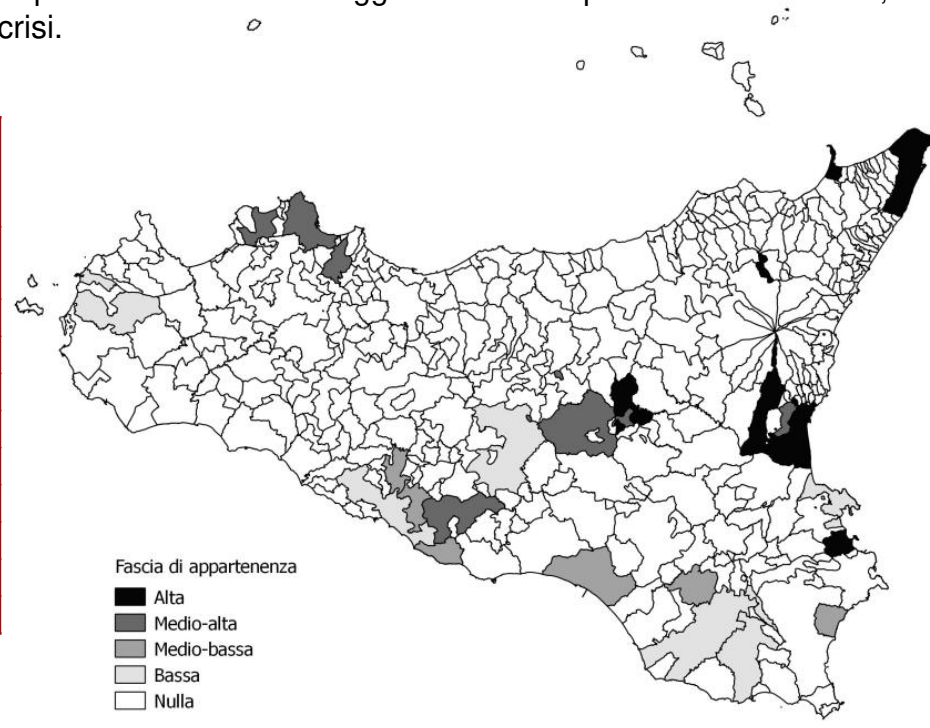 crisi.
Fascia di appartenenza
Alta
Medio-alta
Medio-bassa
Bassa
Nulla